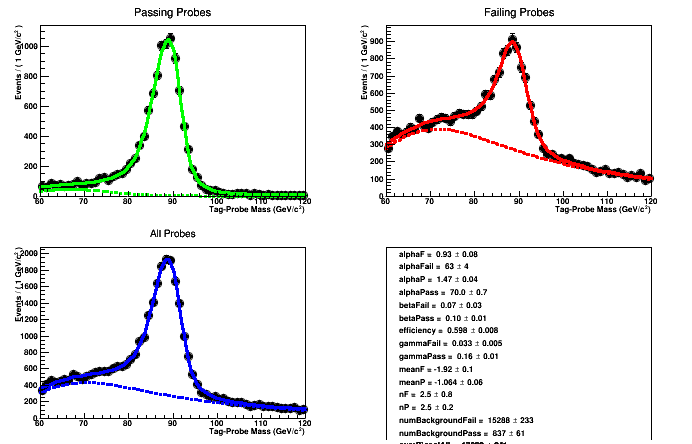 Passing Probes
Events / ( 1 GeV/c² )
1000
800
600
400
200
60 70 80 90 100 110 120
Tag-Probe Mass (GeV/c²)
Failing Probes
Events / ( 1 GeV/c² )
900
800
700
600
500
400
300
200
100
0
60 70 80 90 100 110 120
Tag-Probe Mass (GeV/c²)
All Probes
Events / ( 1 GeV/c² )
2000
1800
1600
1400
1200
1000
800
600
400
200
0
60 70 80 90 100 110 120
Tag-Probe Mass (GeV/c²)
alphaF = 0.93 ± 0.08
alphaFail = 63 ± 4
alphaP = 1.47 ± 0.04
alphaPass = 70.0 ± 0.7
betaFail = 0.07 ± 0.03
betaPass = 0.10 ± 0.01
efficiency = 0.598 ± 0.008
gammaFail = 0.033 ± 0.005
gammaPass = 0.16 ± 0.01
meanF = -1.92 ± 0.1
meanP = -1.064 ± 0.06
nF = 2.5 ± 0.8
nP = 2.5 ± 0.2
numBackgroundFail = 15288 ± 233
numBackgroundPass = 837 ± 61